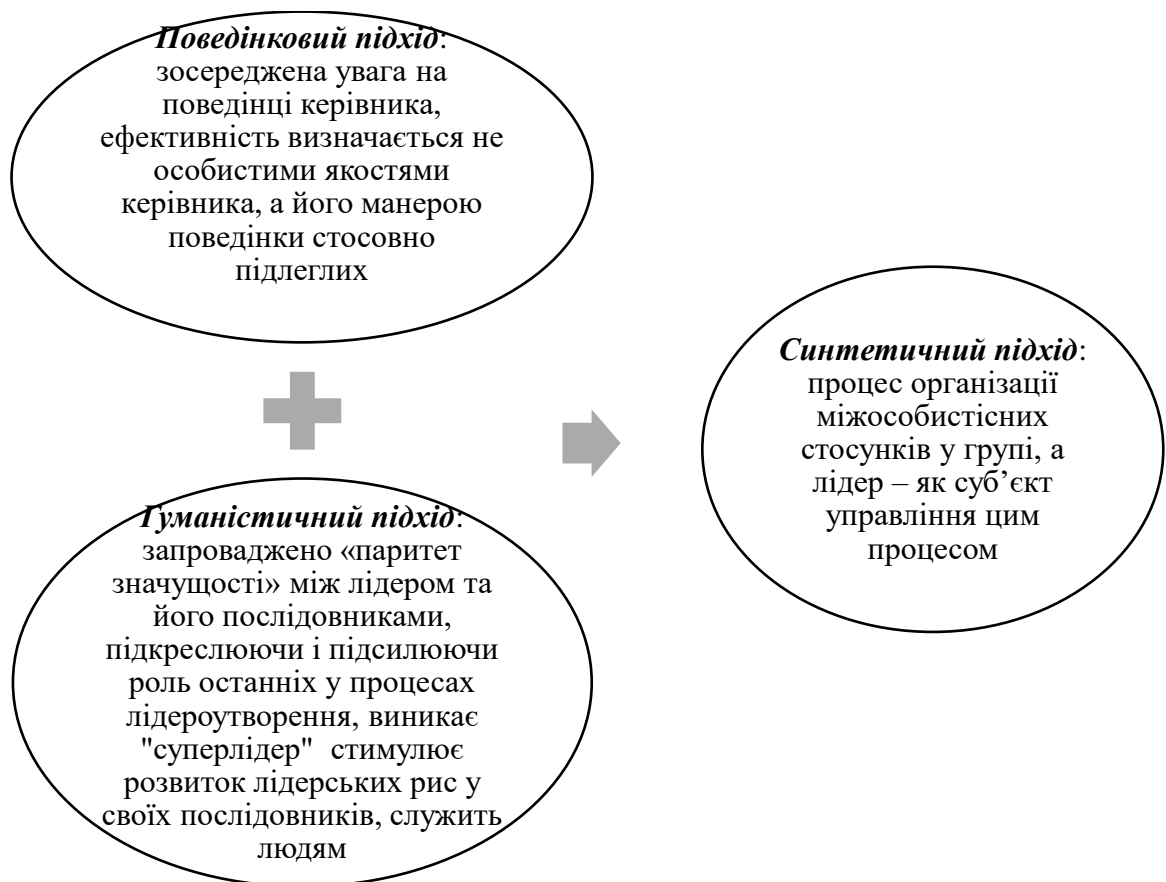 Поведінковий підхід:
зосереджена увага на
поведінці керівника,
ефективність визначається не
особистими якостями
керівника, а його манерою
поведінки стосовно
підлеглих
Гуманістичний підхід:
запроваджено «паритет
значущості» між лідером та
його послідовниками,
підкреслюючи і підсилюючи
роль останніх у процесах
лідероутворення, виникає
"суперлідер" стимулює
розвиток лідерських рис у
своїх послідовників, служить
людям
Синтетичний підхід:
процес організації
міжособистісних
стосунків у групі, а
лідер – як суб’єкт
управління цим
процесом